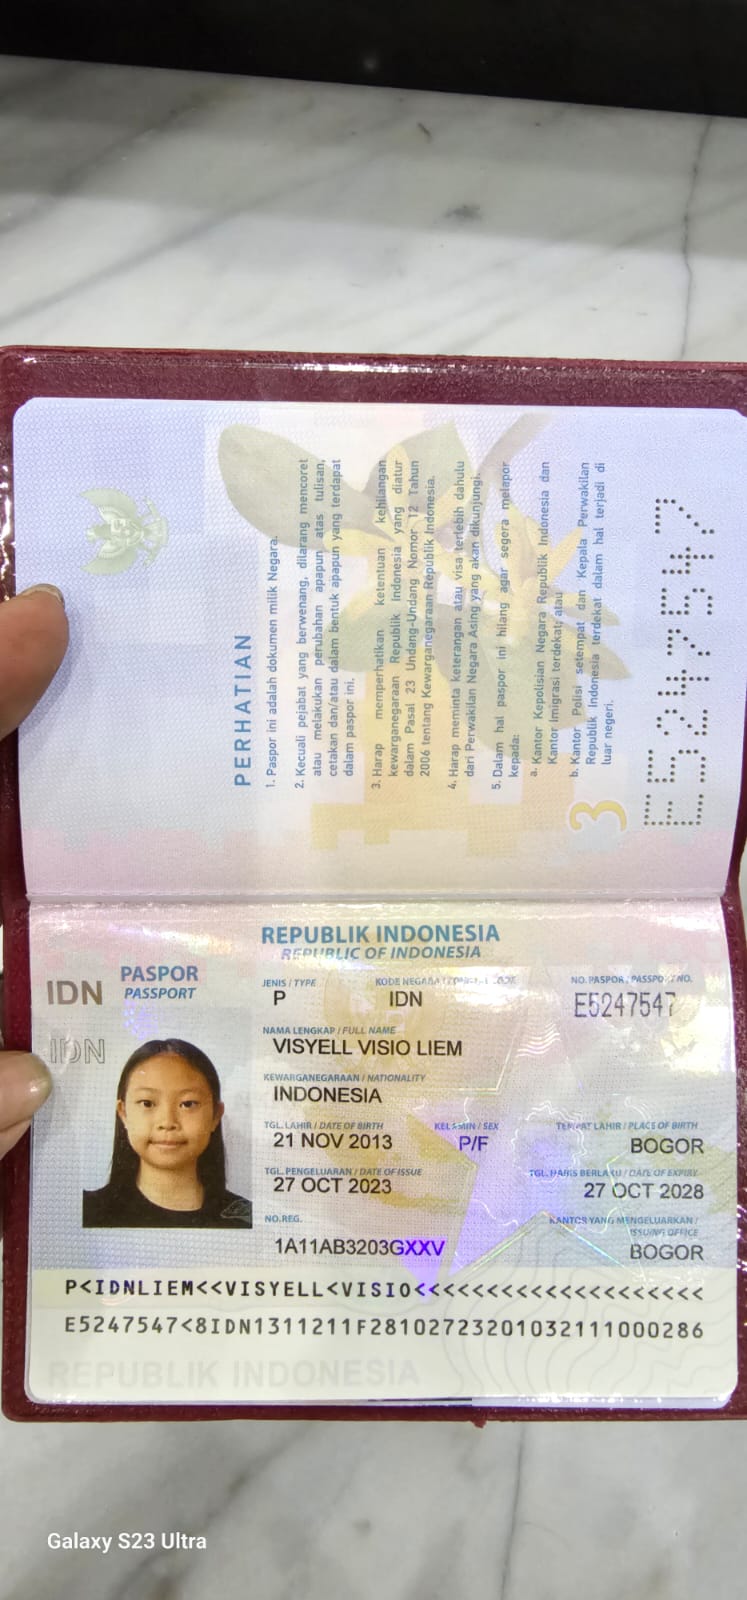 PERHATIAN
1. Paspor ini adalah dokumen milik Negara.
2. Kecuali pejabat yang berwenang, dilarang mencoret
atau melakukan perubahan apapun atas tulisan,
cetakan dan/atau dalam bentuk apapun yang terdapat
dalam paspor ini.
3. Harap memperhatikan ketentuan kehilangan
kewarganegaraan Republik Indonesia yang diatur
dalam Pasal 23 Undang-Undang Nomor 12 Tahun
2006 tentang Kewarganegaraan Republik Indonesia.
4. Harap meminta keterangan atau visa terlebih dahulu
dari Perwakilan Negara Asing yang akan dikunjungi.
5. Dalam hal paspor ini hilang agar segera melapor
kepada:
a. Kantor Kepolisian Negara Republik Indonesia dan
Kantor Imigrasi terdekat; atau
b. Kantor Polisi setempat dan Kepala Perwakilan
Republik Indonesia terdekat dalam hal terjadi di
luar negeri.
3
E5247547
REPUBLIK INDONESIA
REPUBLIC OF INDONESIA
IDN
PASPOR
PASSPORT
JENIS / TYPE
P
KODE NEGARA /
IDN
NO. PASPOR / PASSPORT NO.
E5247547
IDN
NAMA LENGKAP / FULL NAME
VISYELL VISIO LIEM
KEWARGANEGARAAN / NATIONALITY
INDONESIA
TGL. LAHIR / DATE OF BIRTH
21 NOV 2013
KELAMIN / SEX
P/F
TEMPAT LAHIR / PLACE OF BIRTH
BOGOR
TGL. PENGELUARAN / DATE OF ISSUE
27 OCT 2023
TGL. HABIS BERLAKU / DATE OF EXPIRY
27 OCT 2028
NO.REG.
1A11AB3203GXXV
KANTOR YANG MENGELUARKAN /
ISSUING OFFICE
BOGOR
P<IDNLIEM<<VISYELL<VISIO<<<<<<<<<<<<<<<<<<<<
E5247547<8IDN1311211F2810272320103211100​0286
REPUBLIK INDONESIA
Galaxy S23 Ultra